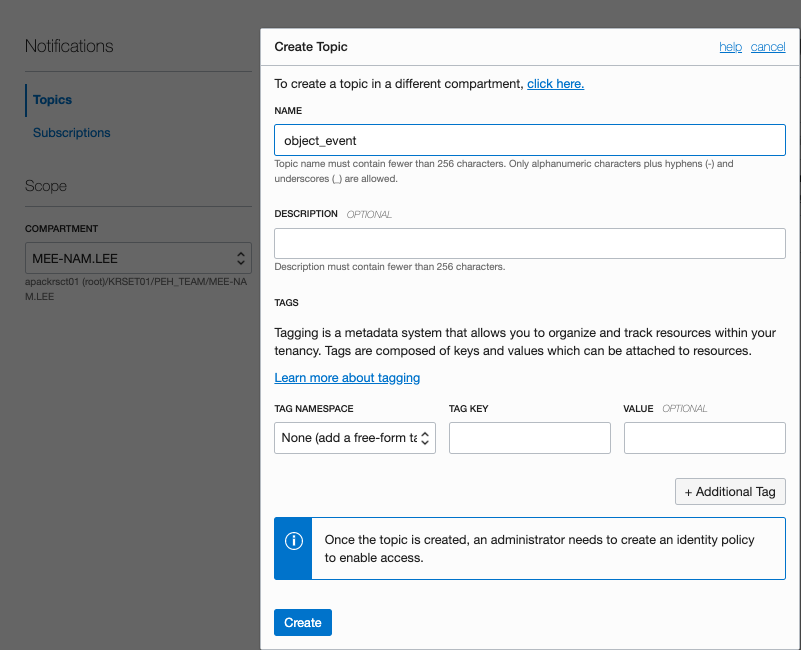 Notifications
Topics
Subscriptions
Scope
COMPARTMENT
MEE-NAM.LEE
apackrsct01 (root)/KRSET01/PEH_TEAM/MEE-NA
M.LEE
Create Topic
help cancel
To create a topic in a different compartment, click here.
NAME
object_event
Topic name must contain fewer than 256 characters. Only alphanumeric characters plus hyphens (-) and
underscores (_) are allowed.
DESCRIPTION OPTIONAL
Description must contain fewer than 256 characters.
TAGS
Tagging is a metadata system that allows you to organize and track resources within your
tenancy. Tags are composed of keys and values which can be attached to resources.
Learn more about tagging
TAG NAMESPACE TAG KEY VALUE OPTIONAL
None (add a free-form ta
+ Additional Tag
Once the topic is created, an administrator needs to create an identity policy
to enable access.
Create